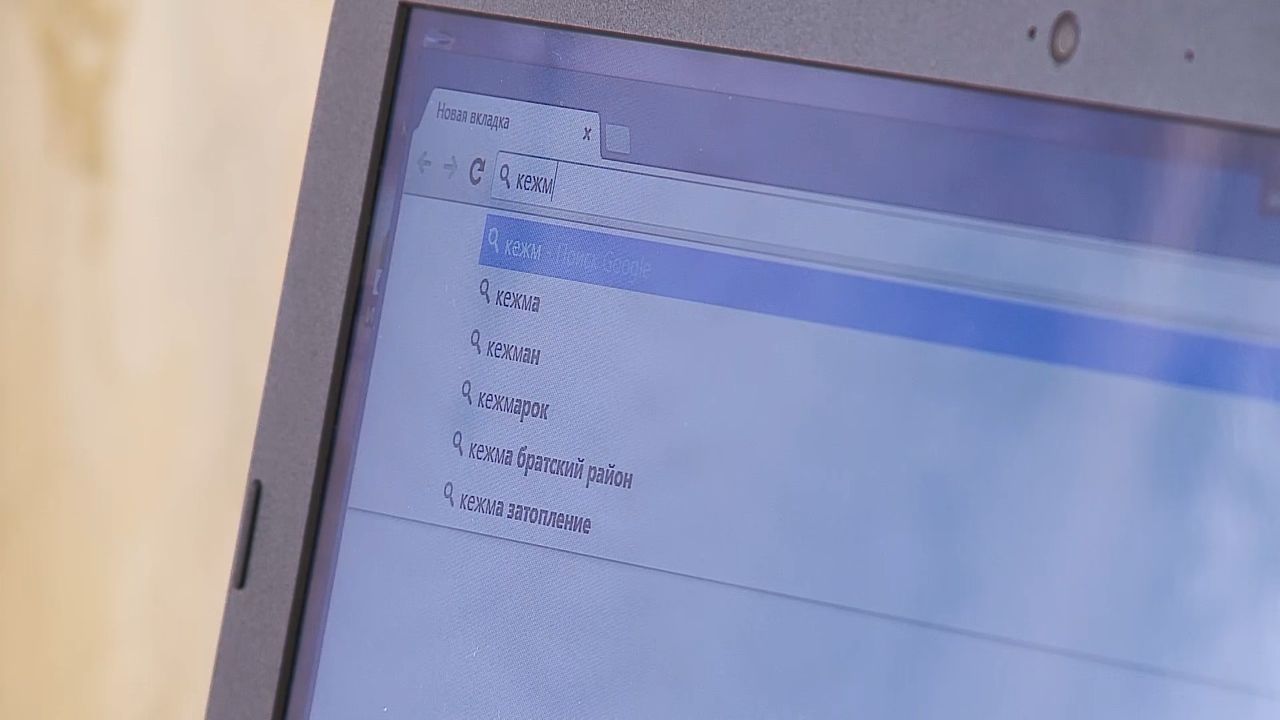 Новая вкладка x
кежм
кежм - Поиск Google
кежма
кежман
кежмарок
кежма братский район
кежма затопление